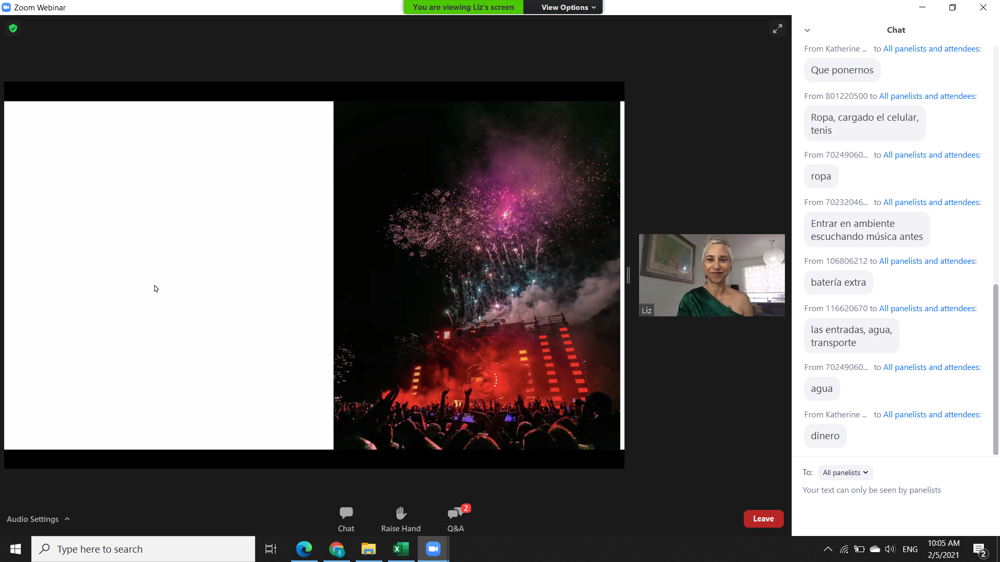 Zoom Webinar
You are viewing Liz's screen
View Options
Chat
From Katherine ... to All panelists and attendees:
Que ponernos
From 801220500 to All panelists and attendees:
Ropa, cargado el celular,
tenis
From 70249060... to All panelists and attendees:
ropa
From 70232046... to All panelists and attendees:
Entrar en ambiente
escuchando música antes
From 106806212 to All panelists and attendees:
batería extra
From 116620670 to All panelists and attendees:
las entradas, agua,
transporte
From 70249060... to All panelists and attendees:
agua
From Katherine ... to All panelists and attendees:
dinero
To: All panelists
Your text can only be seen by panelists
Liz
Audio Settings
Chat
Raise Hand
2
Q&A
Leave
Type here to search
E
X
ENG
10:05 AM
2/5/2021
2